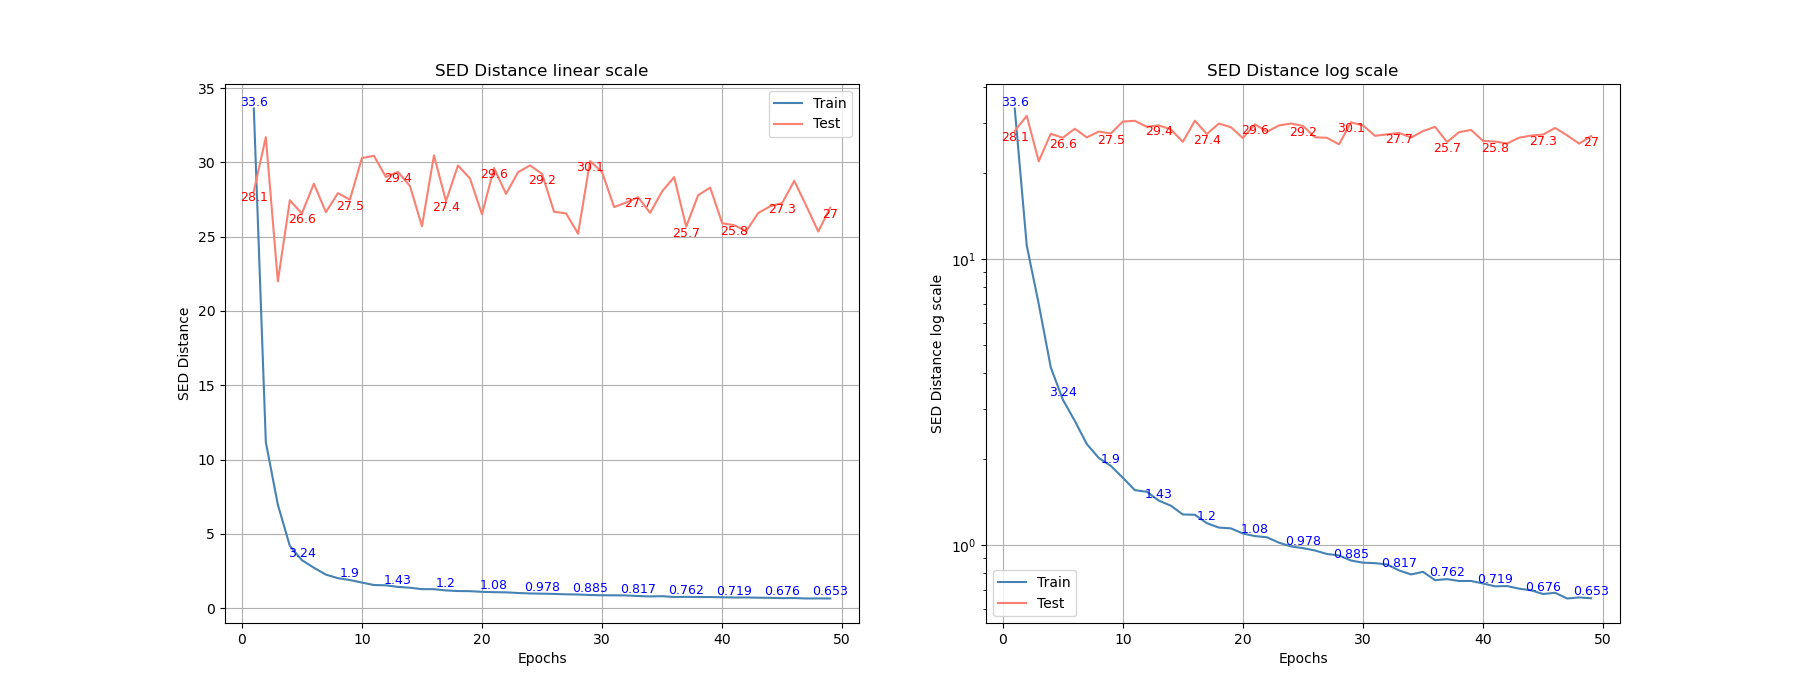 SED Distance linear scale
SED Distance
35
30
25
20
15
10
5
0
0 10 20 30 40 50
Epochs
Train
Test
33.6
28.1 26.6 27.5 29.4 27.4 29.6 29.2 30.1 27.7 25.7 25.8 27.3 27
3.24 1.9 1.43 1.2 1.08 0.978 0.885 0.817 0.762 0.719 0.676 0.653
SED Distance log scale
SED Distance log scale
10¹
10⁰
0 10 20 30 40 50
Epochs
Train
Test
33.6
28.1 26.6 27.5 29.4 27.4 29.6 29.2 30.1 27.7 25.7 25.8 27.3 27
3.24 1.9 1.43 1.2 1.08 0.978 0.885 0.817 0.762 0.719 0.676 0.653